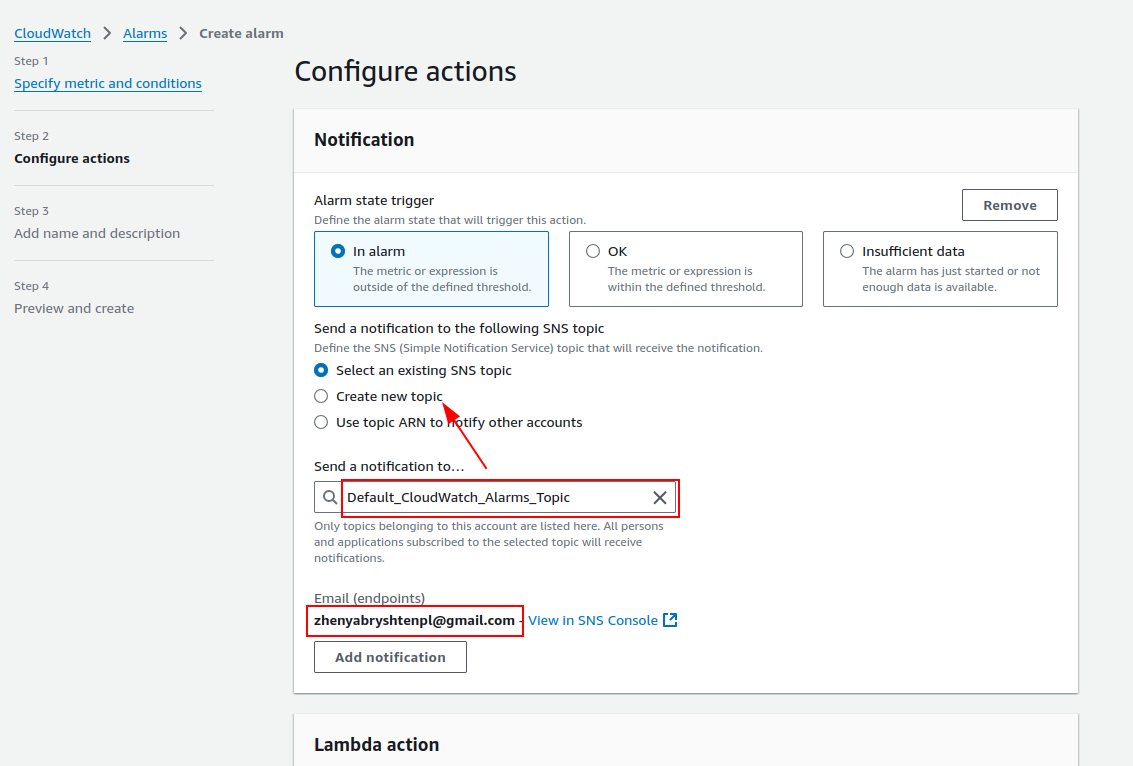 CloudWatch > Alarms > Create alarm
Step 1
Specify metric and conditions
Step 2
Configure actions
Step 3
Add name and description
Step 4
Preview and create
Configure actions
Notification
Alarm state trigger
Define the alarm state that will trigger this action.
Remove
In alarm
The metric or expression is
outside of the defined threshold.
OK
The metric or expression is
within the defined threshold.
Insufficient data
The alarm has just started or not
enough data is available.
Send a notification to the following SNS topic
Define the SNS (Simple Notification Service) topic that will receive the notification.
Select an existing SNS topic
Create new topic
Use topic ARN to notify other accounts
Send a notification to…
Default_CloudWatch_Alarms_Topic
Only topics belonging to this account are listed here. All persons
and applications subscribed to the selected topic will receive
notifications.
Email (endpoints)
zhenyabryshtenpl@gmail.com - View in SNS Console
Add notification
Lambda action